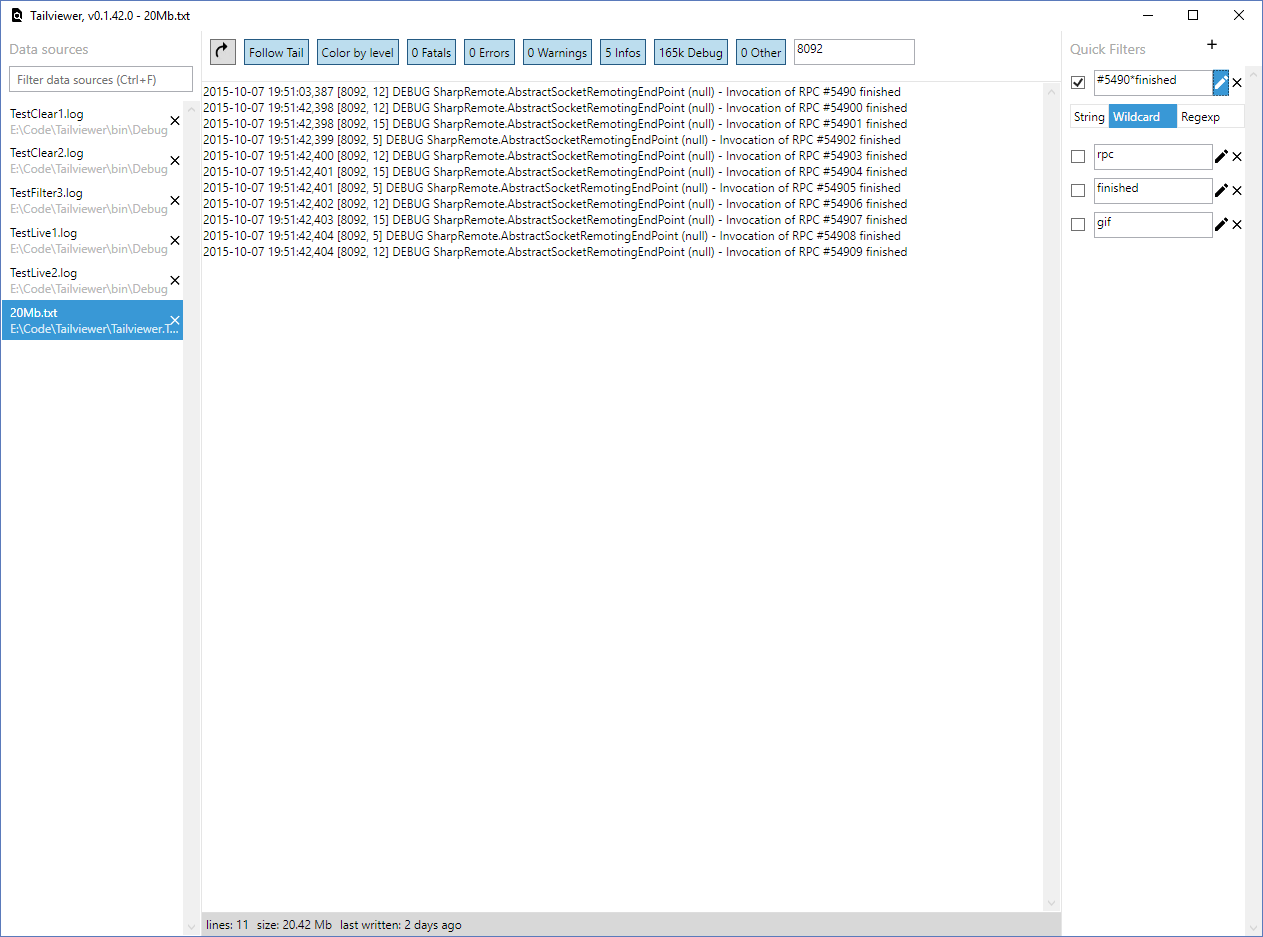 Tailviewer, v0.1.42.0 - 20Mb.txt
Data sources
Filter data sources (Ctrl+F)
TestClear1.log
E:\Code\Tailviewer\bin\Debug
TestClear2.log
E:\Code\Tailviewer\bin\Debug
TestFilter3.log
E:\Code\Tailviewer\bin\Debug
TestLive1.log
E:\Code\Tailviewer\bin\Debug
TestLive2.log
E:\Code\Tailviewer\bin\Debug
20Mb.txt
E:\Code\Tailviewer\Tailviewer.T...
Follow Tail Color by level 0 Fatals 0 Errors 0 Warnings 5 Infos 165k Debug 0 Other 8092
2015-10-07 19:51:03,387 [8092, 12] DEBUG SharpRemote.AbstractSocketRemotingEndPoint (null) - Invocation of RPC #5490 finished
2015-10-07 19:51:42,398 [8092, 12] DEBUG SharpRemote.AbstractSocketRemotingEndPoint (null) - Invocation of RPC #54900 finished
2015-10-07 19:51:42,398 [8092, 15] DEBUG SharpRemote.AbstractSocketRemotingEndPoint (null) - Invocation of RPC #54901 finished
2015-10-07 19:51:42,399 [8092, 5] DEBUG SharpRemote.AbstractSocketRemotingEndPoint (null) - Invocation of RPC #54902 finished
2015-10-07 19:51:42,400 [8092, 12] DEBUG SharpRemote.AbstractSocketRemotingEndPoint (null) - Invocation of RPC #54903 finished
2015-10-07 19:51:42,401 [8092, 15] DEBUG SharpRemote.AbstractSocketRemotingEndPoint (null) - Invocation of RPC #54904 finished
2015-10-07 19:51:42,401 [8092, 5] DEBUG SharpRemote.AbstractSocketRemotingEndPoint (null) - Invocation of RPC #54905 finished
2015-10-07 19:51:42,402 [8092, 12] DEBUG SharpRemote.AbstractSocketRemotingEndPoint (null) - Invocation of RPC #54906 finished
2015-10-07 19:51:42,403 [8092, 15] DEBUG SharpRemote.AbstractSocketRemotingEndPoint (null) - Invocation of RPC #54907 finished
2015-10-07 19:51:42,404 [8092, 5] DEBUG SharpRemote.AbstractSocketRemotingEndPoint (null) - Invocation of RPC #54908 finished
2015-10-07 19:51:42,404 [8092, 12] DEBUG SharpRemote.AbstractSocketRemotingEndPoint (null) - Invocation of RPC #54909 finished
lines: 11 size: 20.42 Mb last written: 2 days ago
Quick Filters
#5490*finished
String Wildcard Regexp
rpc
finished
gif